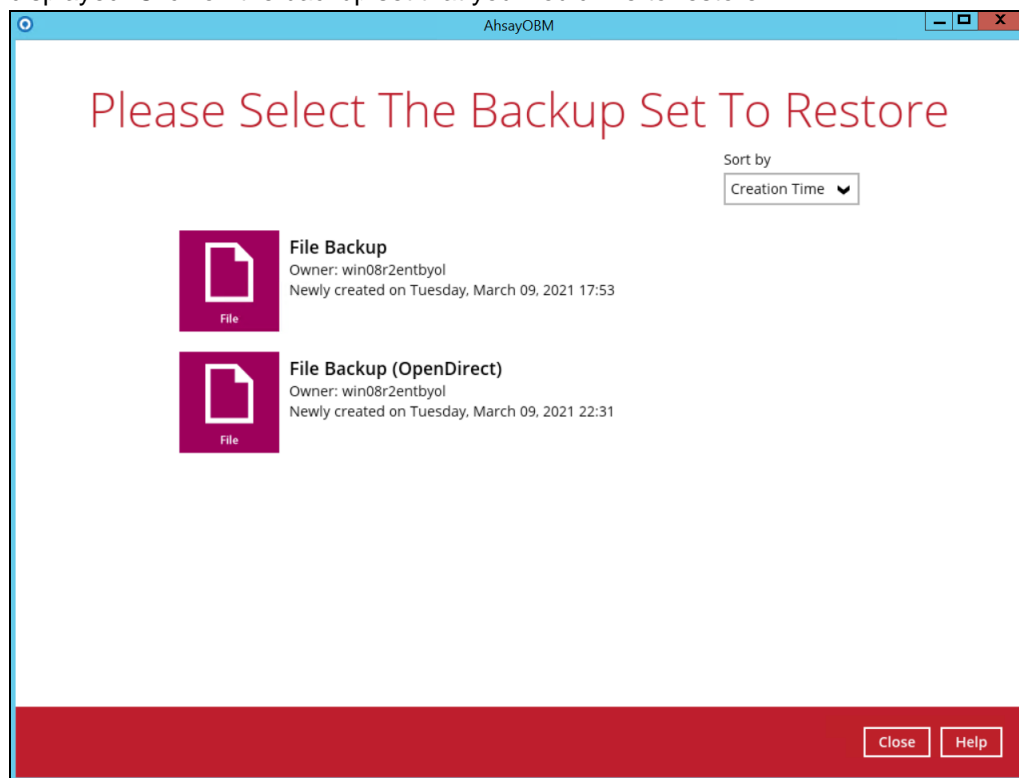 AhsayOBM
Please Select The Backup Set To Restore
Sort by
Creation Time
File Backup
Owner: win08r2entbyol
Newly created on Tuesday, March 09, 2021 17:53
File
File Backup (OpenDirect)
Owner: win08r2entbyol
Newly created on Tuesday, March 09, 2021 22:31
File
Close
Help